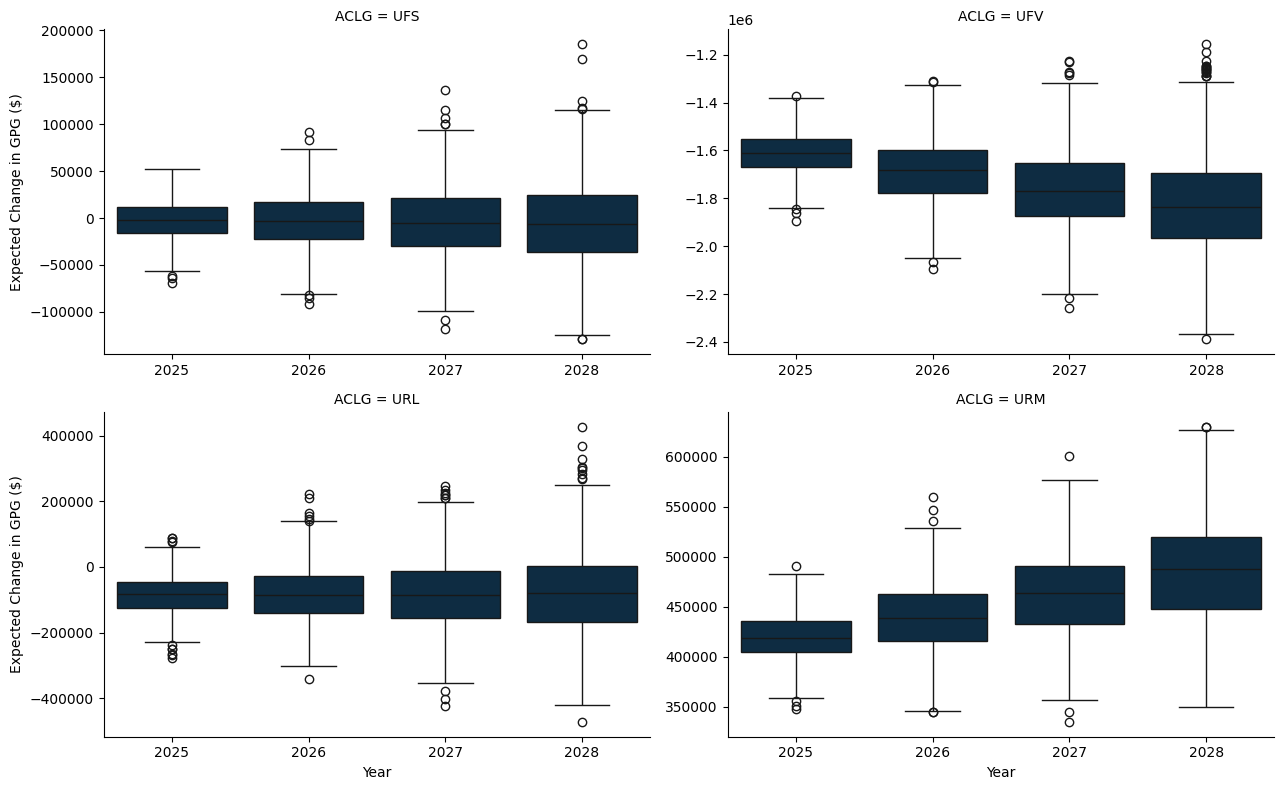 ACLG = UFS
Expected Change in GPG ($)
200000
150000
100000
50000
0
−50000
−100000
2025 2026 2027 2028
ACLG = UFV
1e6
−1.2
−1.4
−1.6
−1.8
−2.0
−2.2
−2.4
2025 2026 2027 2028
ACLG = URL
Expected Change in GPG ($)
400000
200000
0
−200000
−400000
2025 2026 2027 2028
Year
ACLG = URM
600000
550000
500000
450000
400000
350000
2025 2026 2027 2028
Year